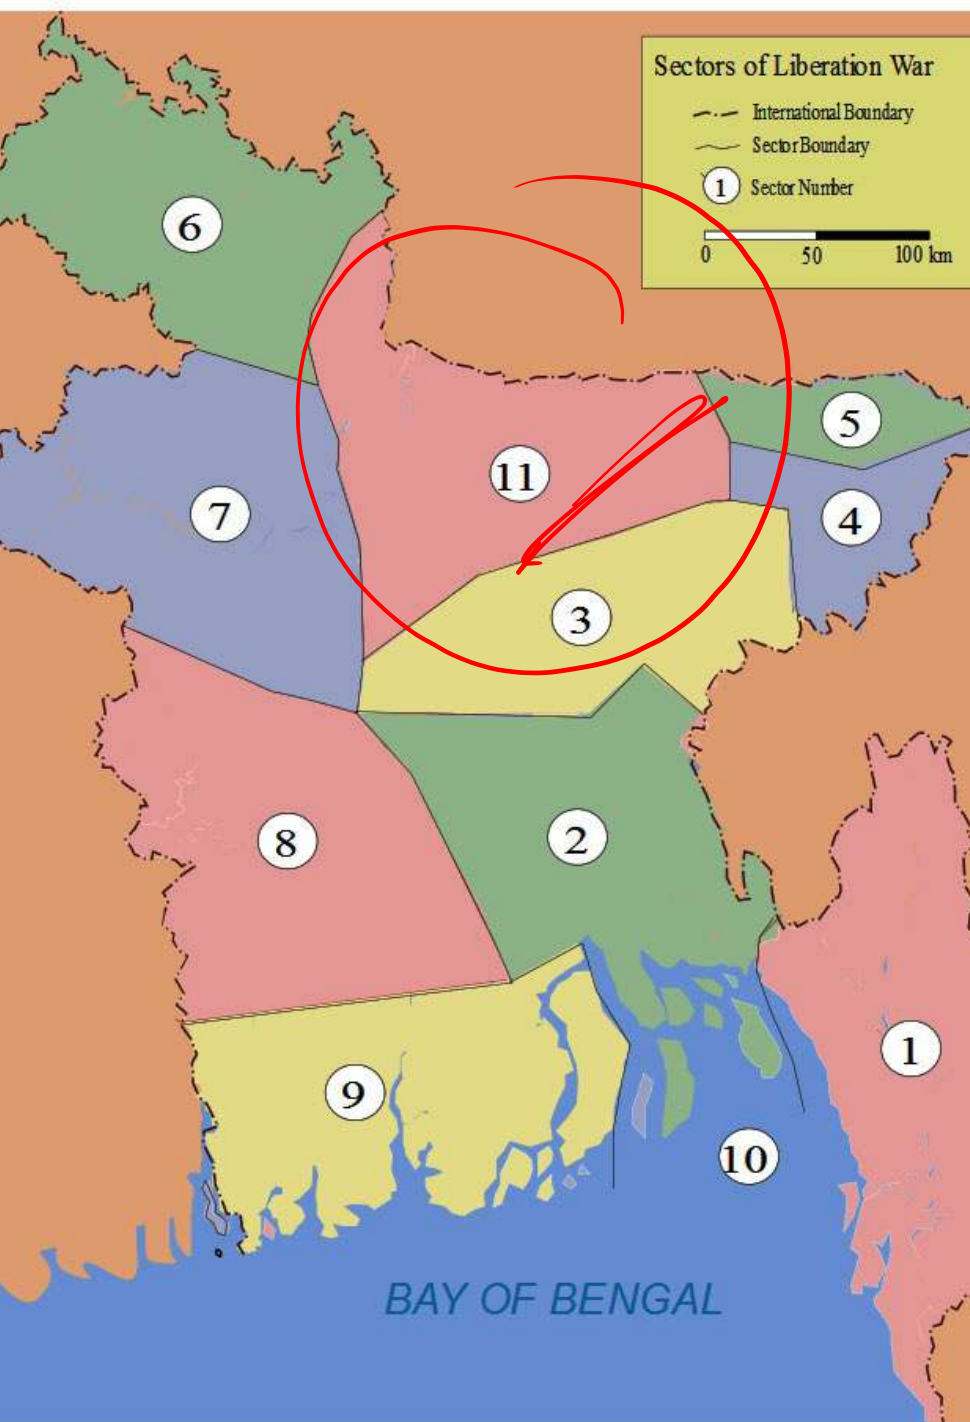 Sectors of Liberation War
International Boundary
Sector Boundary
1 Sector Number
0 50 100 km
6
5
11
4
7
3
8
2
1
9
10
BAY OF BENGAL